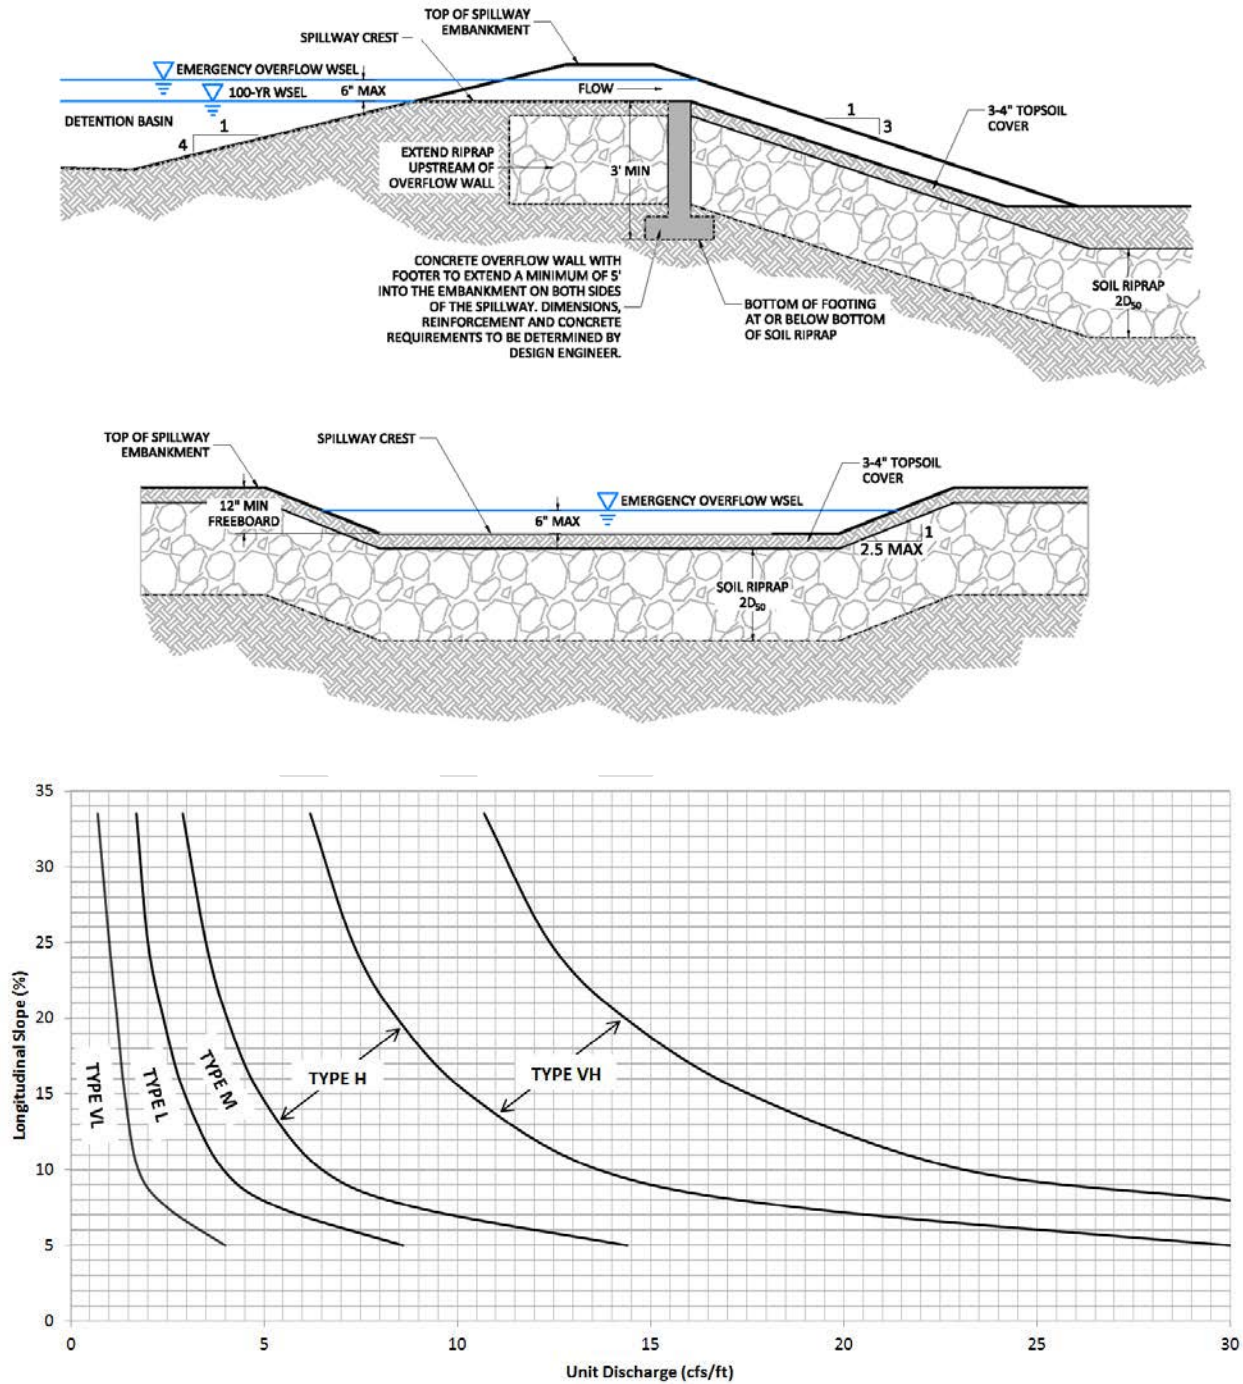 TOP OF SPILLWAY
EMBANKMENT
SPILLWAY CREST
EMERGENCY OVERFLOW WSEL
100-YR WSEL
6" MAX
FLOW
DETENTION BASIN
1
4
1
3
3-4" TOPSOIL
COVER
EXTEND RIPRAP
UPSTREAM OF
OVERFLOW WALL
3' MIN
CONCRETE OVERFLOW WALL WITH
FOOTER TO EXTEND A MINIMUM OF 5'
INTO THE EMBANKMENT ON BOTH SIDES
OF THE SPILLWAY. DIMENSIONS,
REINFORCEMENT AND CONCRETE
REQUIREMENTS TO BE DETERMINED BY
DESIGN ENGINEER.
BOTTOM OF FOOTING
AT OR BELOW BOTTOM
OF SOIL RIPRAP
SOIL RIPRAP
2D50
TOP OF SPILLWAY
EMBANKMENT
SPILLWAY CREST
3-4" TOPSOIL
COVER
12" MIN
FREEBOARD
EMERGENCY OVERFLOW WSEL
6" MAX
1
2.5 MAX
SOIL RIPRAP
2D50
35
30
25
20
15
10
5
0
Longitudinal Slope (%)
TYPE VL
TYPE L
TYPE M
TYPE H
TYPE VH
0
5
10
15
20
25
30
Unit Discharge (cfs/ft)